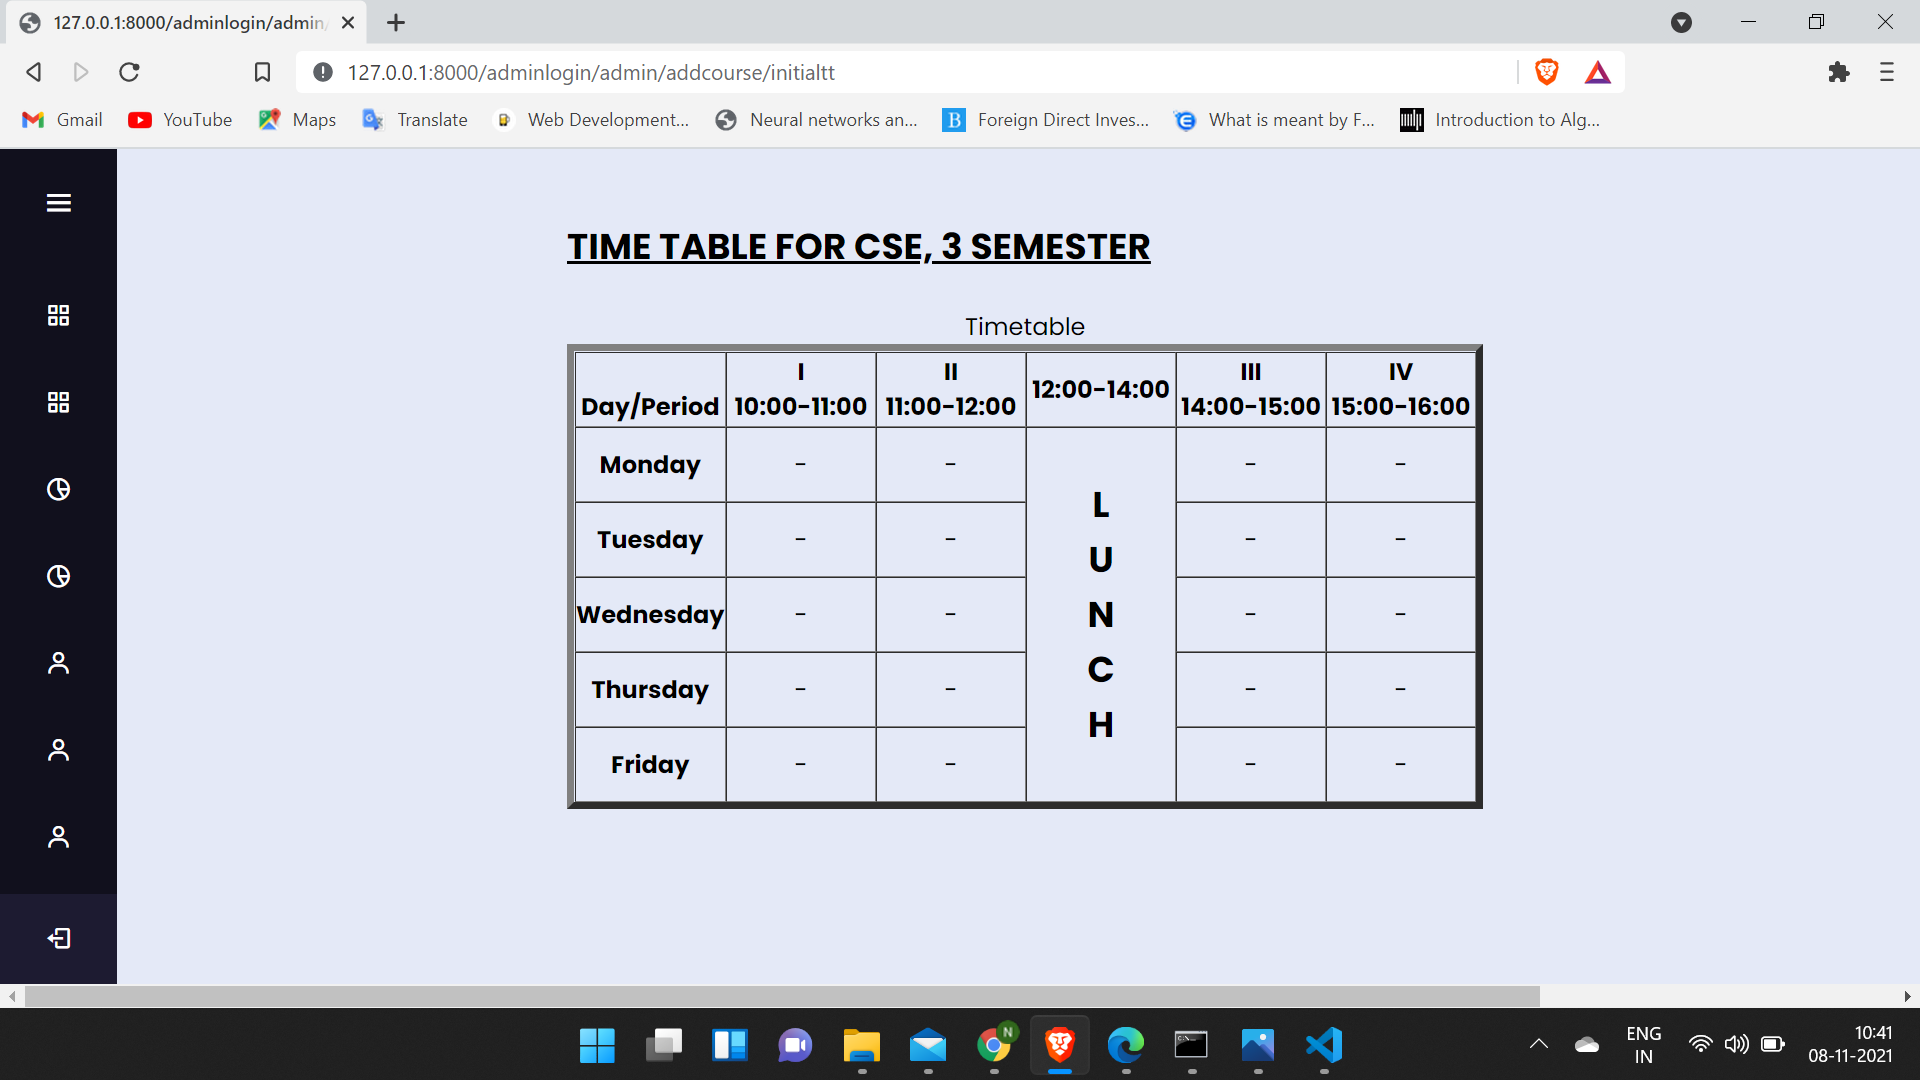 127.0.0.1:8000/adminlogin/admin/
127.0.0.1:8000/adminlogin/admin/addcourse/initialtt
Gmail YouTube Maps Translate Web Development... Neural networks an... Foreign Direct Inves... What is meant by F... Introduction to Alg...
TIME TABLE FOR CSE, 3 SEMESTER
Timetable
Day/Period I 10:00-11:00 II 11:00-12:00 12:00-14:00 III 14:00-15:00 IV 15:00-16:00
Monday - - - -
Tuesday - - - -
Wednesday - - - -
Thursday - - - -
Friday - - - -
L
U
N
C
H
N
ENG
IN
10:41
08-11-2021